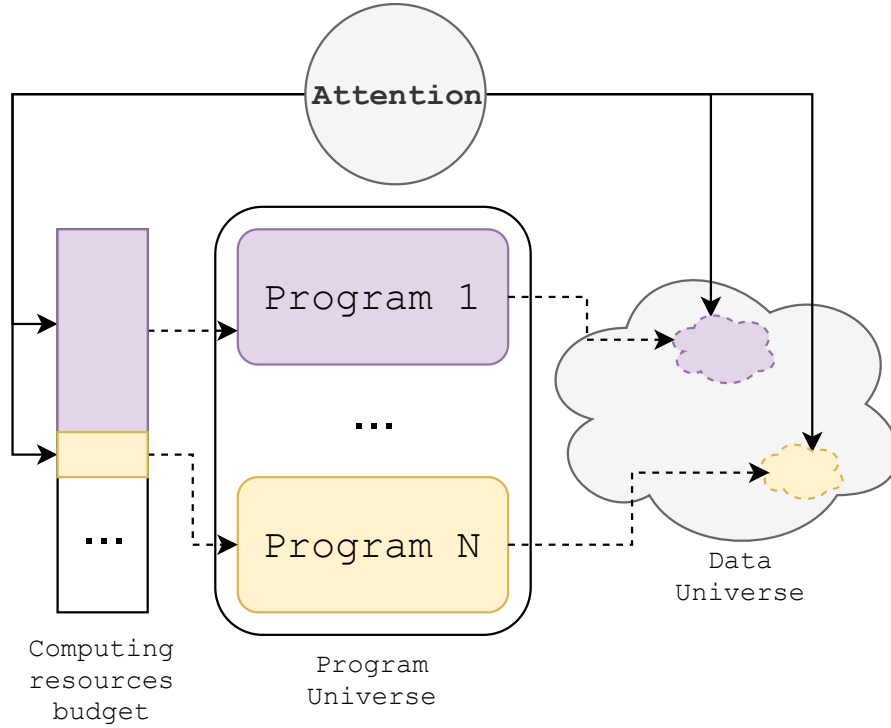 Attention
Program 1
...
Program N
...
Data
Universe
Computing
resources
budget
Program
Universe